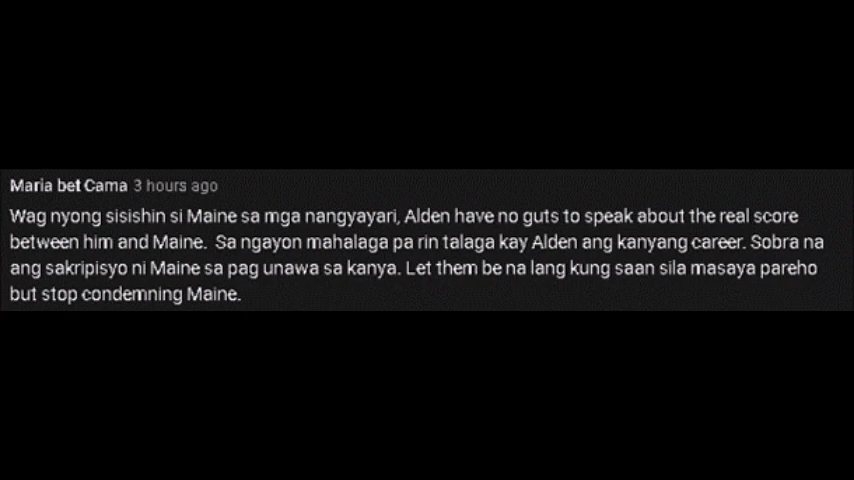 Maria bet Cama 3 hours ago
Wag nyong sisishin si Maine sa mga nangyayari, Alden have no guts to speak about the real score
between him and Maine. Sa ngayon mahalaga pa rin talaga kay Alden ang kanyang career. Sobra na
ang sakripisyo ni Maine sa pag unawa sa kanya. Let them be na lang kung saan sila masaya pareho
but stop condemning Maine.